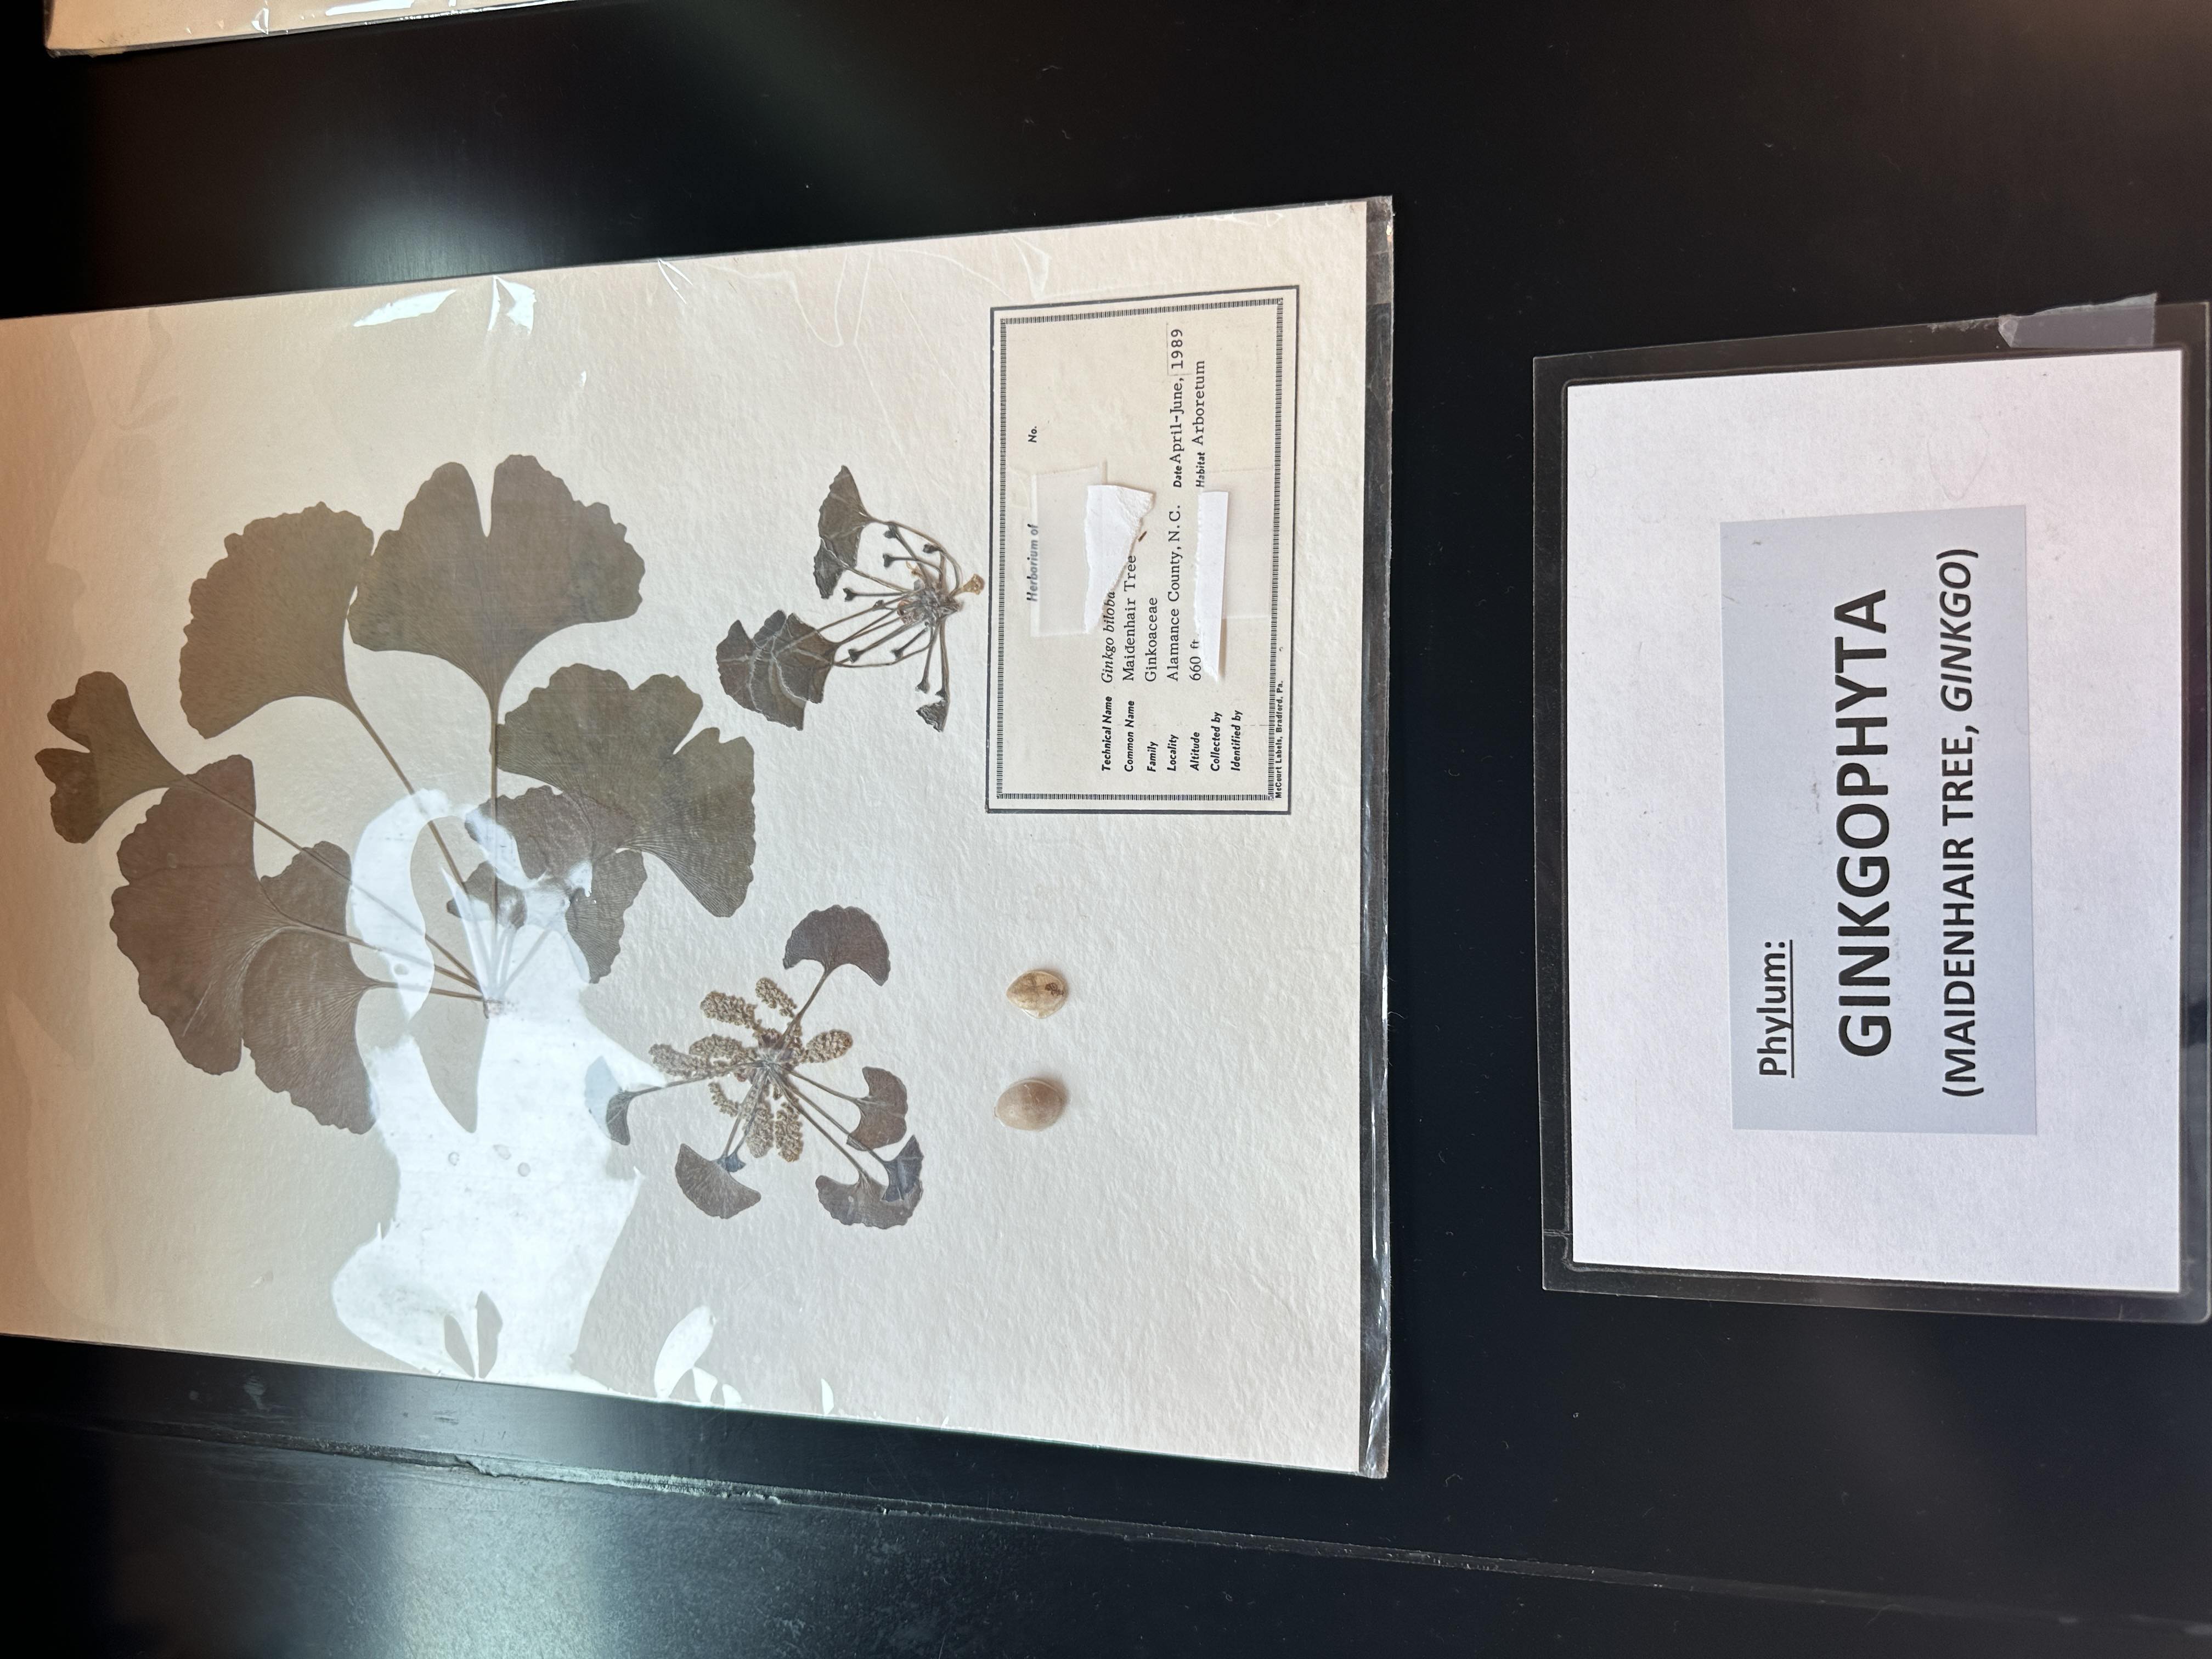 Herbarium of
No.
Technical Name Ginkgo biloba
Common Name Maidenhair Tree
Family Ginkoaceae
Locality Alamance County, N.C. Date April-June, 1989
Altitude 660 ft Habitat Arboretum
Collected by
Identified by
McCourt Labels, Bradford, Pa.
Phylum:
GINKGOPHYTA
(MAIDENHAIR TREE, GINKGO)